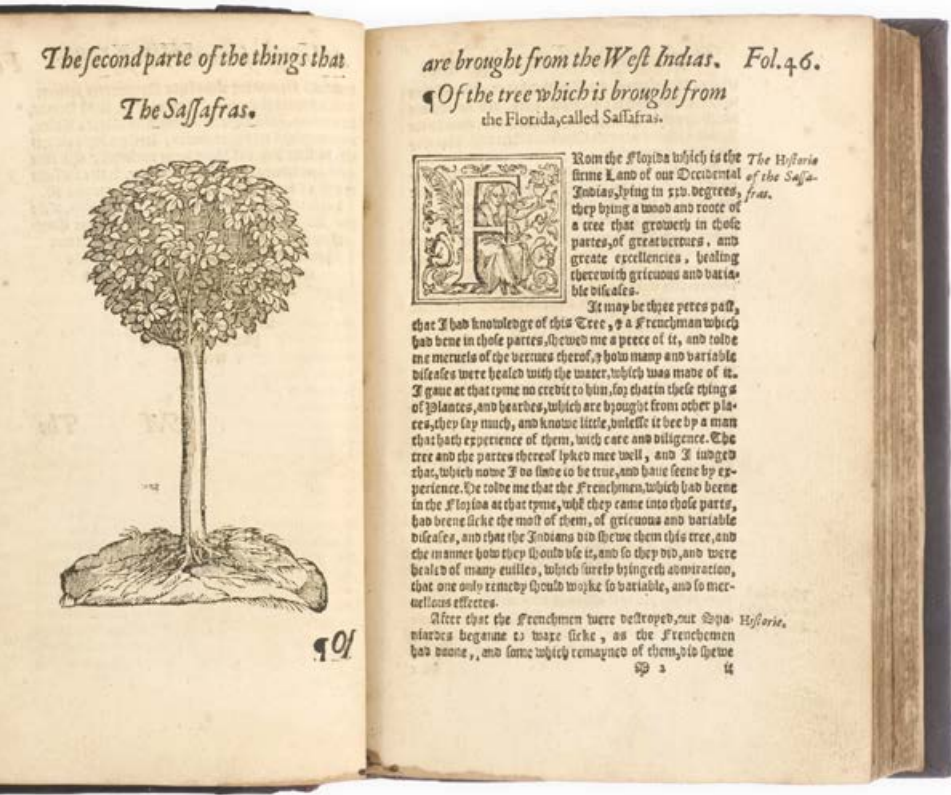 The ſecond parte of the things that
The Saſſafras.
¶Of
are brought from the Weſt Indias. Fol.46.
¶Of the tree which is brought from
the Florida, called Saſſafras.
FRom the Florida which is the
firme Land of our Occidental
Indias, lying in xxv. degrees,
they bring a wood and roote of
a tree that groweth in thoſe
partes, of great vertues, and
greate excellencies, healing
therewith grieuous and varia-
ble diſeaſes.
The Hiſtorie
of the Saſſa-
fras.
It may be three yeres paſt,
that I had knowledge of this Tree, & a Frenchman which
had bene in thoſe partes, ſhewed me a peece of it, and tolde
me meruels of the vertues therof, & how many and variable
diſeaſes were healed with the water, which was made of it.
I gaue at that tyme no credit to him, for that in theſe things
of Plantes, and hearbes, which are brought from other pla-
ces, they ſay much, and knowe little, vnleſſe it bee by a man
that hath experience of them, with care and diligence. The
tree and the partes thereof lyked mee well, and I iudged
that, which nowe I do finde to be true, and haue ſeene by ex-
perience. He tolde me that the Frenchmen, which had beene
in the Florida at that tyme, whē they came into thoſe parts,
had beene ſicke the moſt of them, of grieuous and variable
diſeaſes, and that the Indians did ſhewe them this tree, and
the manner how they ſhould vſe it, and ſo they did, and were
healed of many euilles, which ſurely bringeth admiration,
that one only remedy ſhould worke ſo variable, and ſo mer-
uellous effectes.
After that the Frenchmen were deſtroyed, our Spa-
niardes beganne to waxe ſicke, as the Frenchemen
had doone, and ſome which remayned of them, did ſhewe
Hiſtorie.
2 it